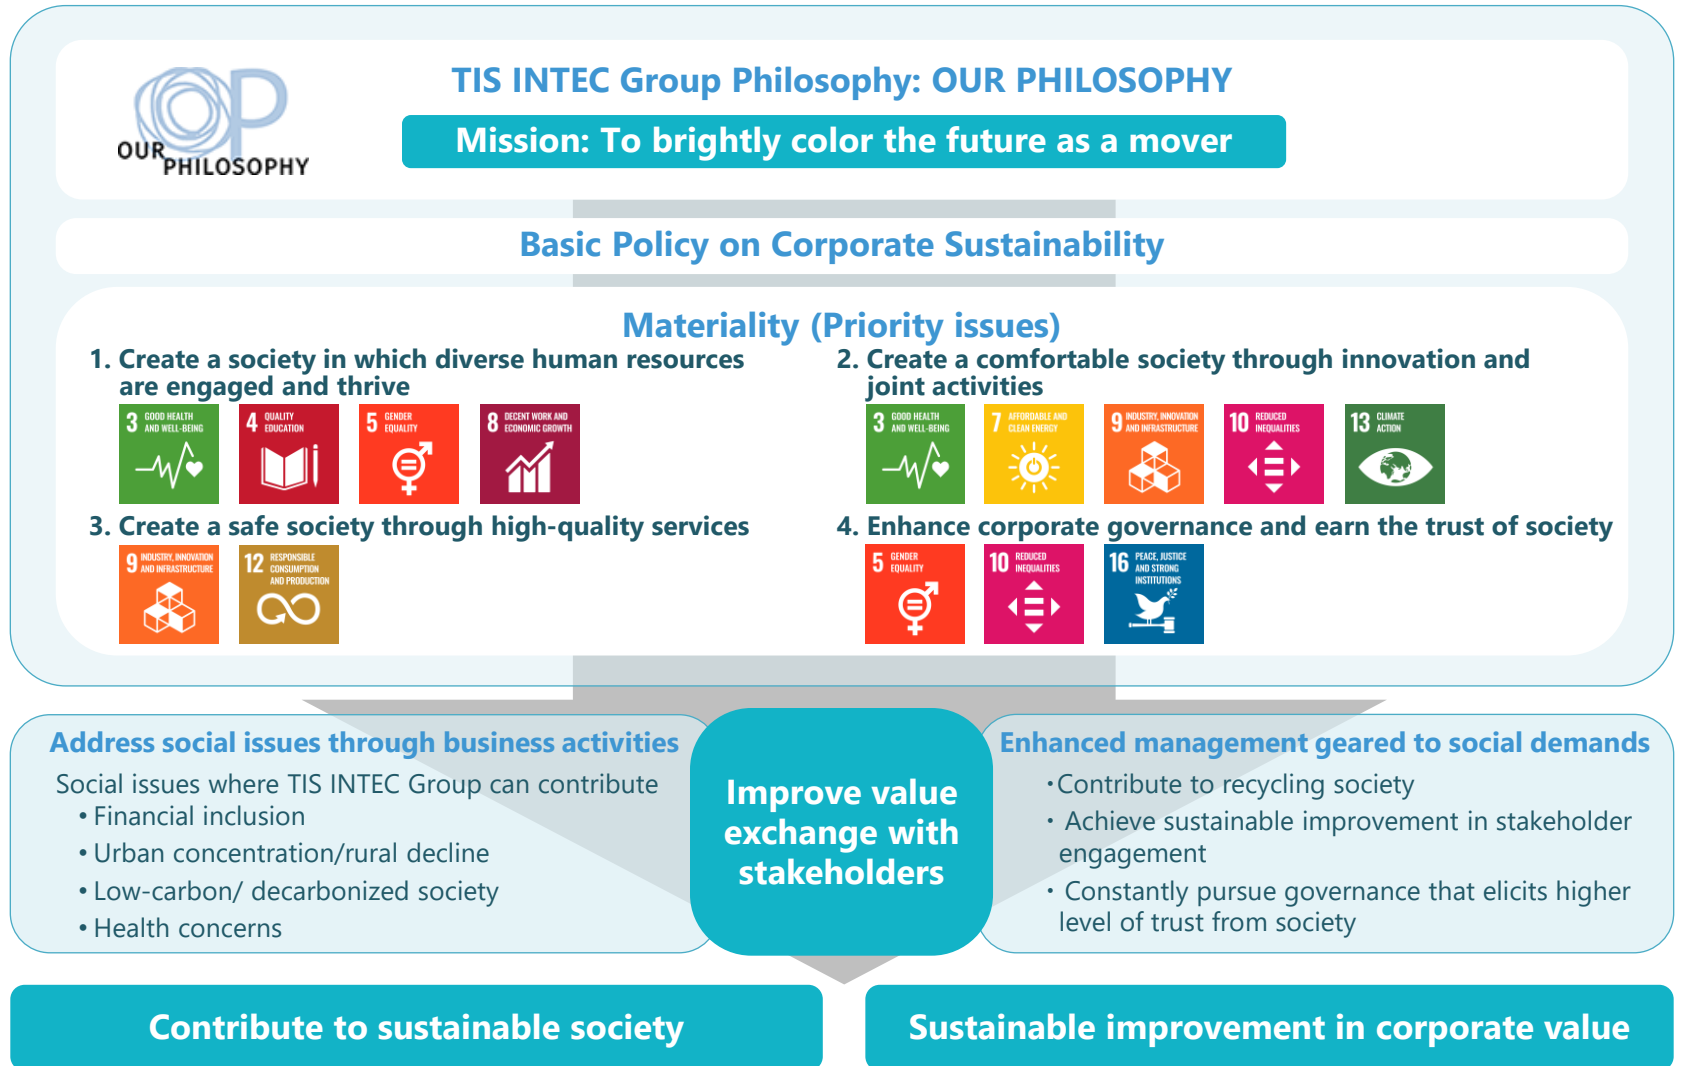 OP
OUR
PHILOSOPHY
TIS INTEC Group Philosophy: OUR PHILOSOPHY
Mission: To brightly color the future as a mover
Basic Policy on Corporate Sustainability
Materiality (Priority issues)
1. Create a society in which diverse human resources
are engaged and thrive
3 GOOD HEALTH
AND WELL-BEING
4 QUALITY
EDUCATION
5 GENDER
EQUALITY
8 DECENT WORK AND
ECONOMIC GROWTH
2. Create a comfortable society through innovation and
joint activities
3 GOOD HEALTH
AND WELL-BEING
7 AFFORDABLE AND
CLEAN ENERGY
9 INDUSTRY, INNOVATION
AND INFRASTRUCTURE
10 REDUCED
INEQUALITIES
13 CLIMATE
ACTION
3. Create a safe society through high-quality services
9 INDUSTRY, INNOVATION
AND INFRASTRUCTURE
12 RESPONSIBLE
CONSUMPTION
AND PRODUCTION
4. Enhance corporate governance and earn the trust of society
5 GENDER
EQUALITY
10 REDUCED
INEQUALITIES
16 PEACE, JUSTICE
AND STRONG
INSTITUTIONS
Address social issues through business activities
Social issues where TIS INTEC Group can contribute
• Financial inclusion
• Urban concentration/rural decline
• Low-carbon/ decarbonized society
• Health concerns
Improve value
exchange with
stakeholders
Enhanced management geared to social demands
・Contribute to recycling society
・ Achieve sustainable improvement in stakeholder
engagement
・ Constantly pursue governance that elicits higher
level of trust from society
Contribute to sustainable society
Sustainable improvement in corporate value